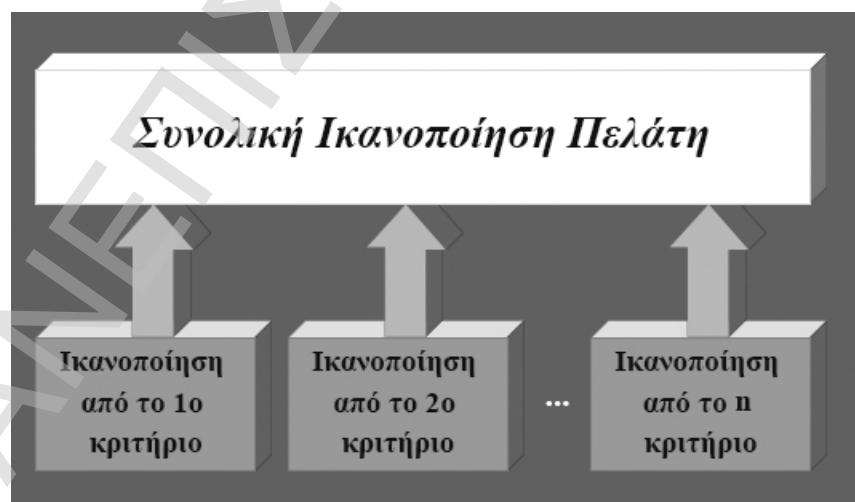 Συνολική Ικανοποίηση Πελάτη
Ικανοποίηση
από το 1ο
κριτήριο
Ικανοποίηση
από το 2ο
κριτήριο
...
Ικανοποίηση
από το n
κριτήριο